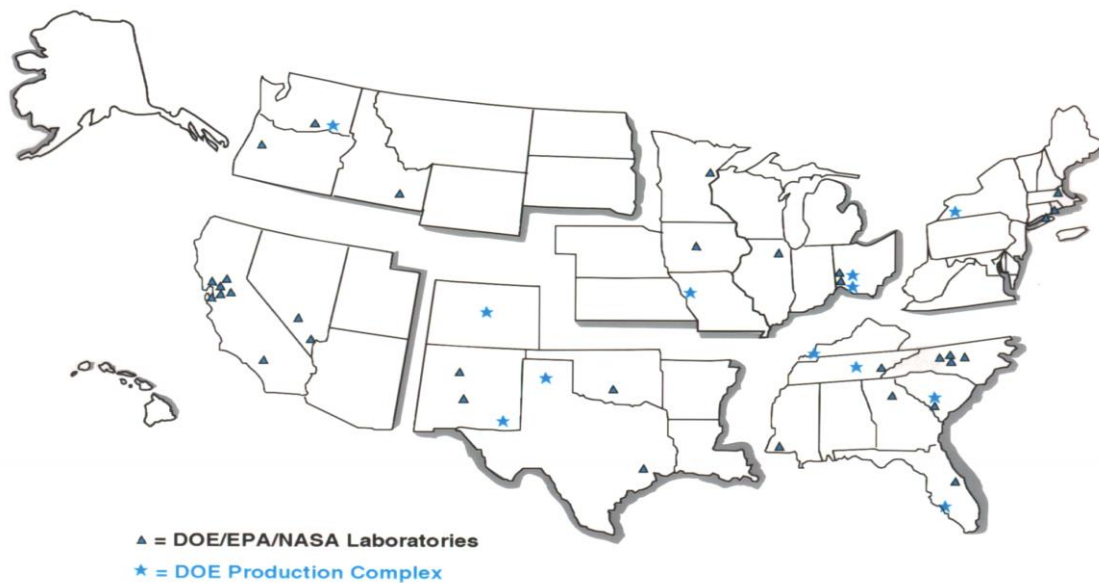 ▲ = DOE/EPA/NASA Laboratories
★ = DOE Production Complex